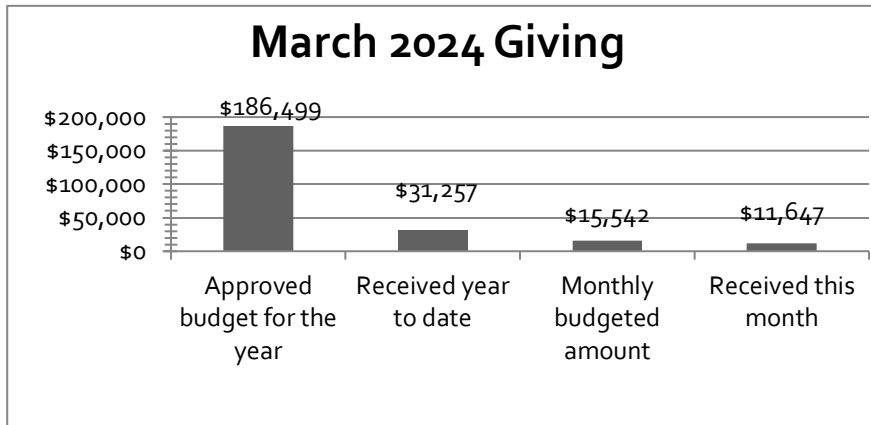 March 2024 Giving
$200,000
$150,000
$100,000
$50,000
$0
$186,499
$31,257
$15,542
$11,647
Approved
budget for the
year
Received year
to date
Monthly
budgeted
amount
Received this
month